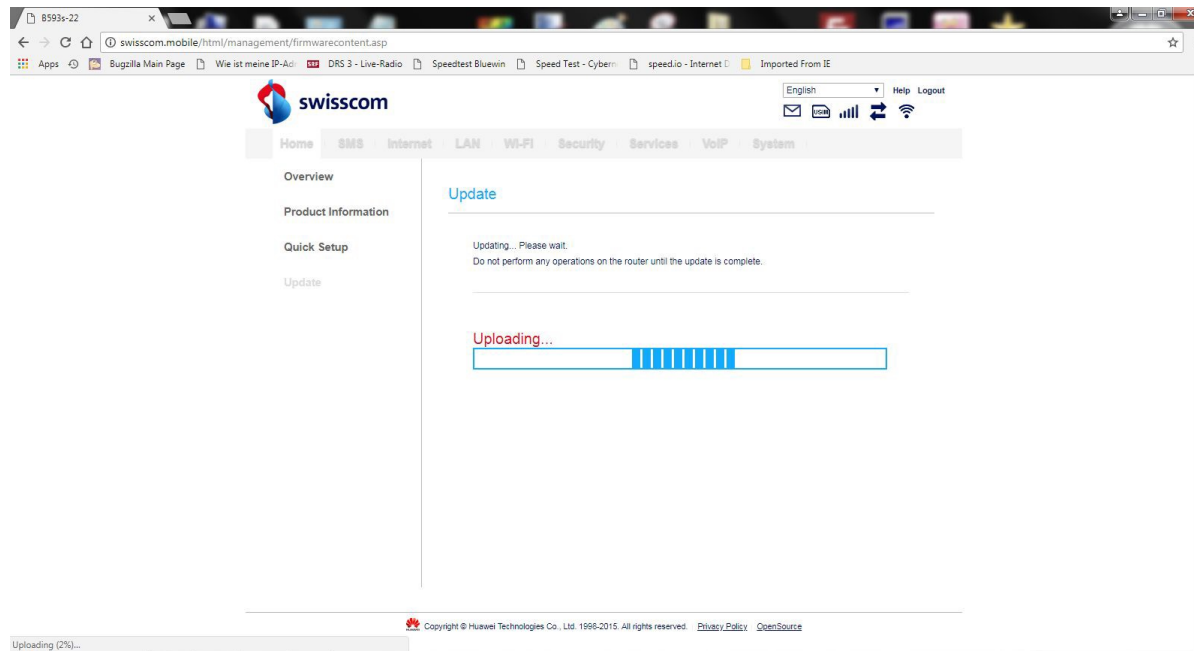 B593s-22
swisscom.mobile/html/management/firmwarecontent.asp
Apps Bugzilla Main Page Wie ist meine IP-Adr DRS 3 - Live-Radio Speedtest Bluewin Speed Test - Cybern speed.io - Internet D Imported From IE
swisscom
English Help Logout
USIM
Home SMS Internet LAN Wi-Fi Security Services VoIP System
Overview
Product Information
Quick Setup
Update
Update
Updating... Please wait.
Do not perform any operations on the router until the update is complete.
Uploading...
Copyright © Huawei Technologies Co., Ltd. 1998-2015. All rights reserved. Privacy Policy OpenSource
Uploading (2%)...